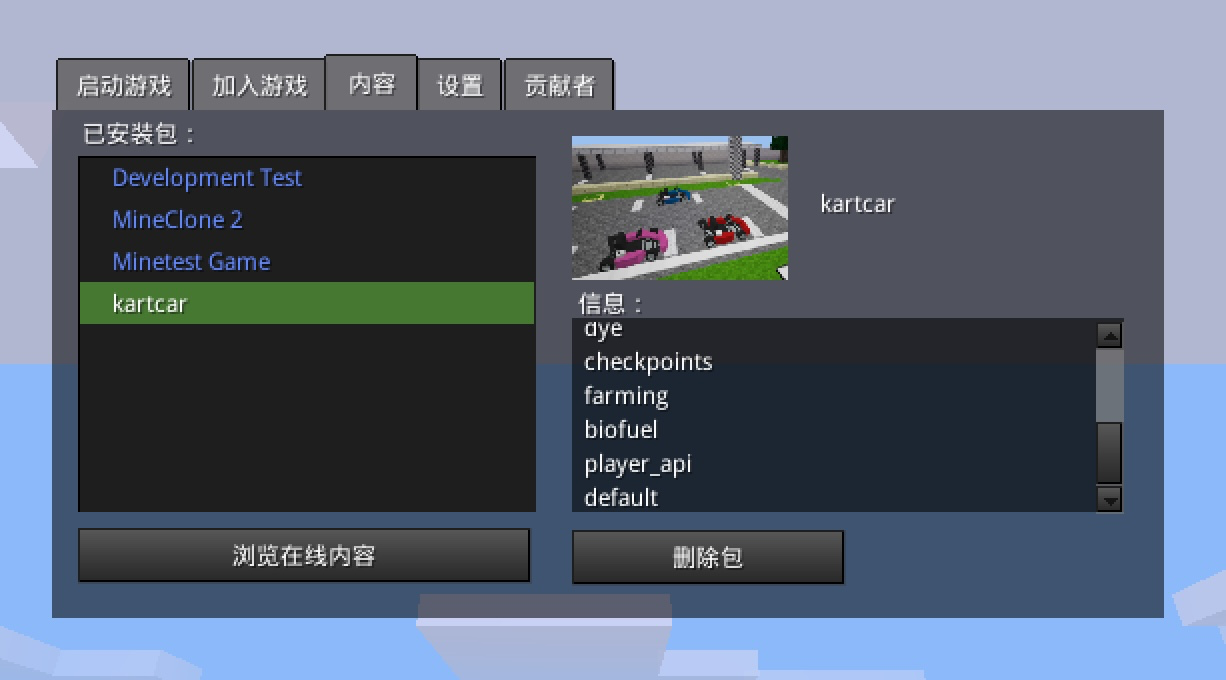 启动游戏 加入游戏 内容 设置 贡献者
已安装包：
Development Test
MineClone 2
Minetest Game
kartcar
浏览在线内容
kartcar
信息：
dye
checkpoints
farming
biofuel
player_api
default
删除包